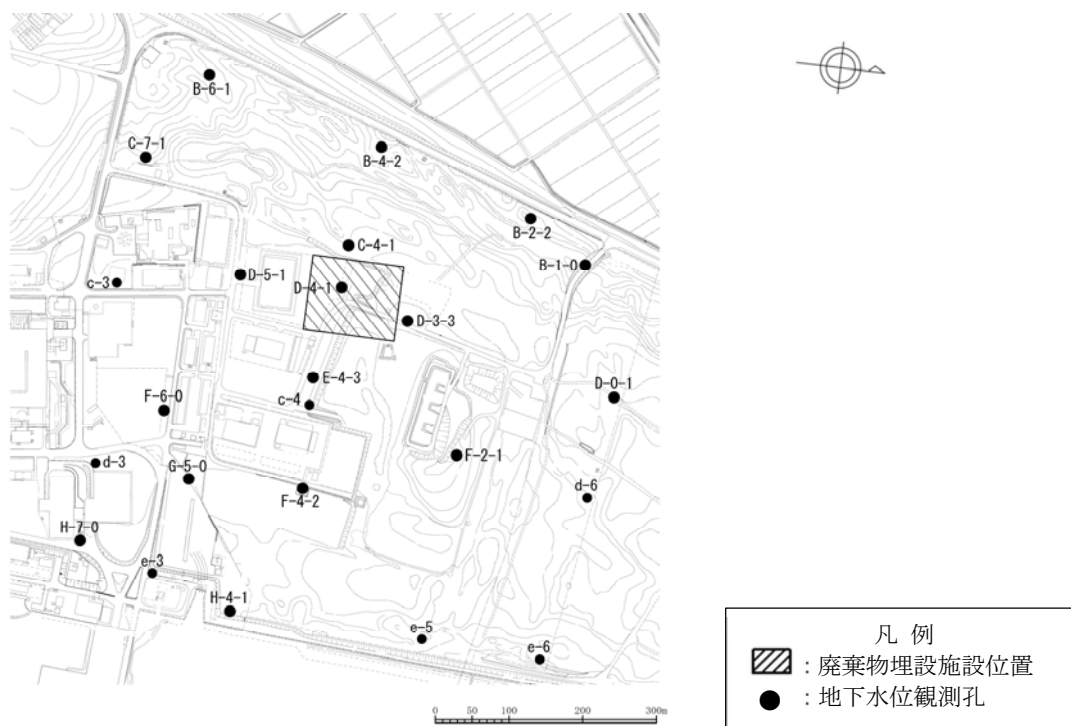 B-6-1
B-4-2
C-7-1
B-2-2
C-4-1
B-1-0
D-5-1
c-3
D-4-1
D-3-3
E-4-3
D-0-1
c-4
F-6-0
F-2-1
d-3
G-5-0
F-4-2
d-6
H-7-0
e-3
H-4-1
e-5
e-6
0 50 100 200 300m
凡 例
：廃棄物埋設施設位置
：地下水位観測孔